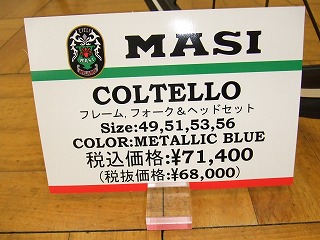 MASI
MASI
COLTELLO
フレーム,フォーク&ヘッドセット
Size:49,51,53,56
COLOR:METALLIC BLUE
税込価格:¥71,400
(税抜価格:¥68,000)